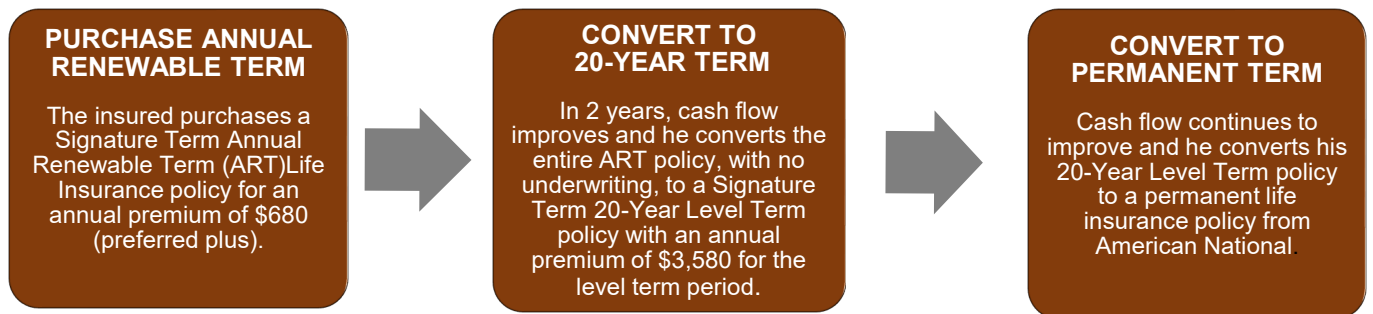 PURCHASE ANNUAL
RENEWABLE TERM
The insured purchases a
Signature Term Annual
Renewable Term (ART)Life
Insurance policy for an
annual premium of $680
(preferred plus).
CONVERT TO
20-YEAR TERM
In 2 years, cash flow
improves and he converts the
entire ART policy, with no
underwriting, to a Signature
Term 20-Year Level Term
policy with an annual
premium of $3,580 for the
level term period.
CONVERT TO
PERMANENT TERM
Cash flow continues to
improve and he converts his
20-Year Level Term policy
to a permanent life
insurance policy from
American National.